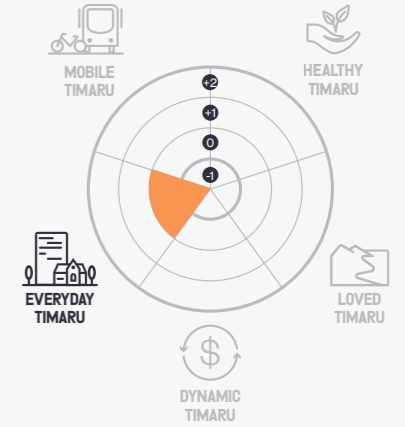 MOBILE
TIMARU
HEALTHY
TIMARU
+2
+1
0
-1
EVERYDAY
TIMARU
LOVED
TIMARU
$
DYNAMIC
TIMARU